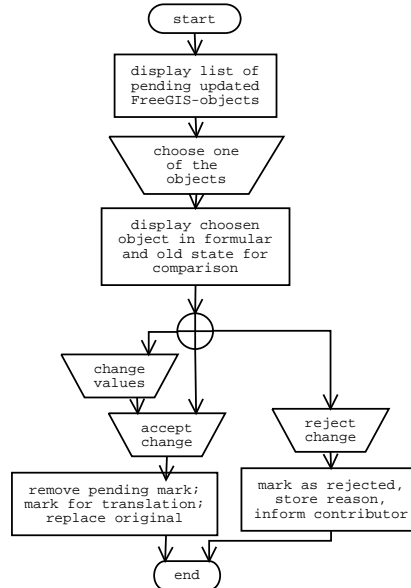 start
display list of
pending updated
FreeGIS-objects
choose one
of the
objects
display choosen
object in formular
and old state for
comparison
change
values
accept
change
reject
change
remove pending mark;
mark for translation;
replace original
mark as rejected,
store reason,
inform contributor
end